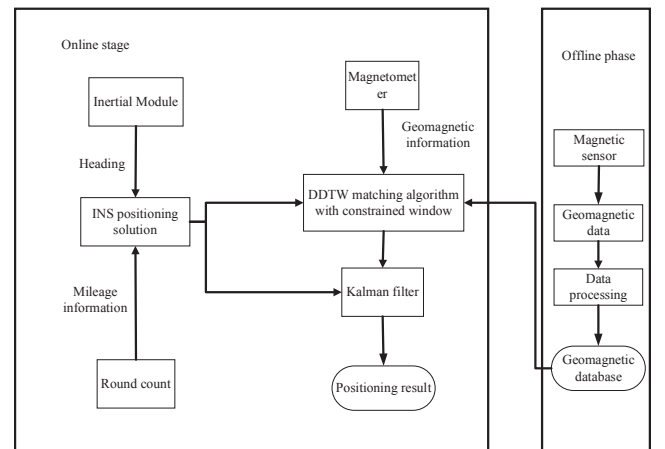 Online stage
Inertial Module
Heading
INS positioning
solution
Mileage
information
Round count
Magnetomet
er
Geomagnetic
information
DDTW matching algorithm
with constrained window
Kalman filter
Positioning result
Offline phase
Magnetic
sensor
Geomagnetic
data
Data
processing
Geomagnetic
database